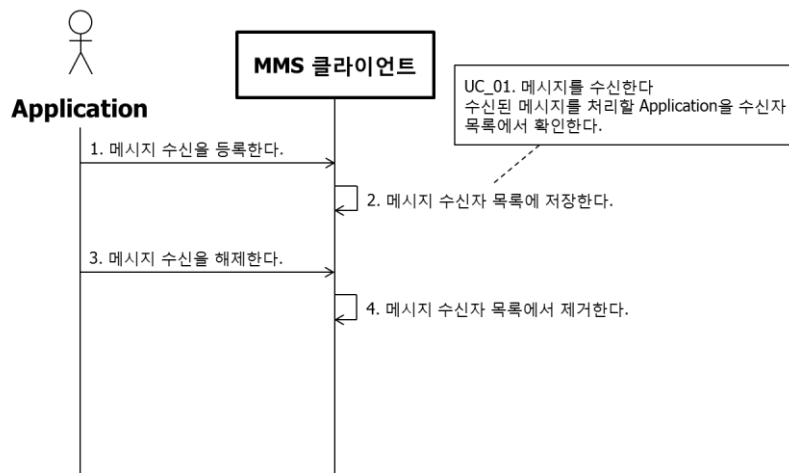 MMS 클라이언트
Application
UC_01. 메시지를 수신한다
수신된 메시지를 처리할 Application을 수신자
목록에서 확인한다.
1. 메시지 수신을 등록한다.
2. 메시지 수신자 목록에 저장한다.
3. 메시지 수신을 해제한다.
4. 메시지 수신자 목록에서 제거한다.